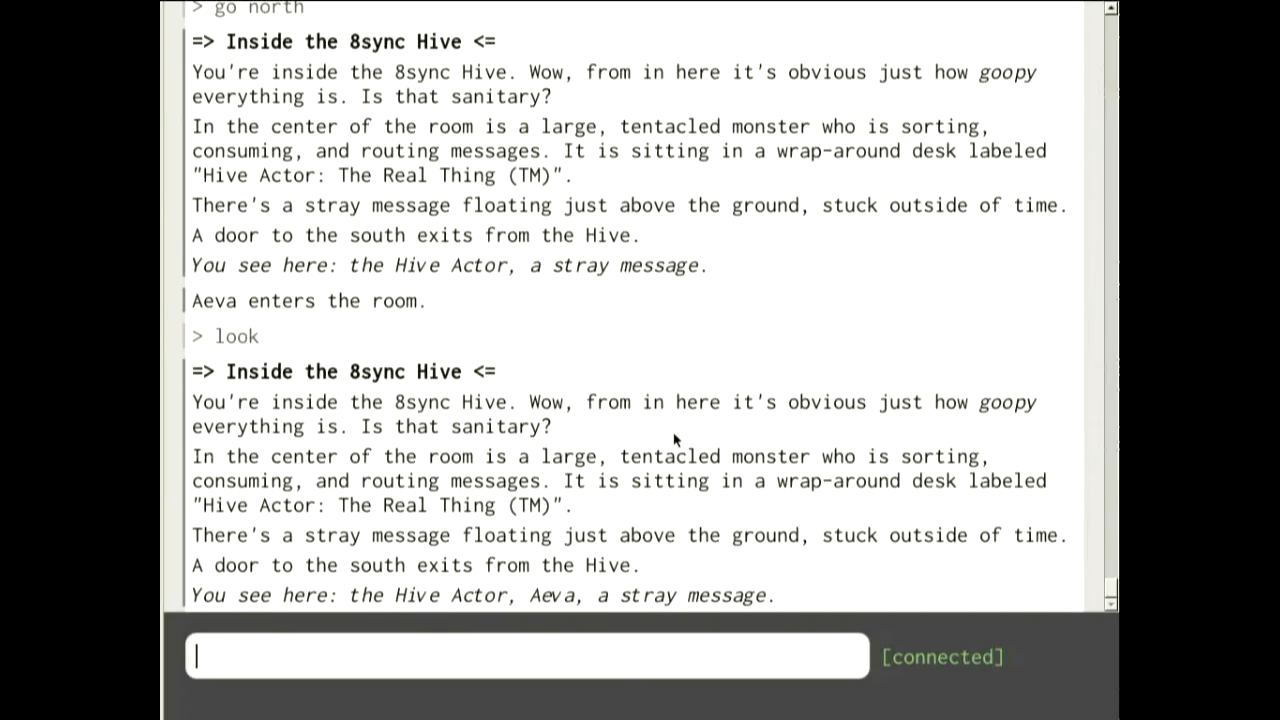 > go north
=> Inside the 8sync Hive <=
You're inside the 8sync Hive. Wow, from in here it's obvious just how goopy
everything is. Is that sanitary?
In the center of the room is a large, tentacled monster who is sorting,
consuming, and routing messages. It is sitting in a wrap-around desk labeled
"Hive Actor: The Real Thing (TM)".
There's a stray message floating just above the ground, stuck outside of time.
A door to the south exits from the Hive.
You see here: the Hive Actor, a stray message.
Aeva enters the room.
> look
=> Inside the 8sync Hive <=
You're inside the 8sync Hive. Wow, from in here it's obvious just how goopy
everything is. Is that sanitary?
In the center of the room is a large, tentacled monster who is sorting,
consuming, and routing messages. It is sitting in a wrap-around desk labeled
"Hive Actor: The Real Thing (TM)".
There's a stray message floating just above the ground, stuck outside of time.
A door to the south exits from the Hive.
You see here: the Hive Actor, Aeva, a stray message.
[connected]